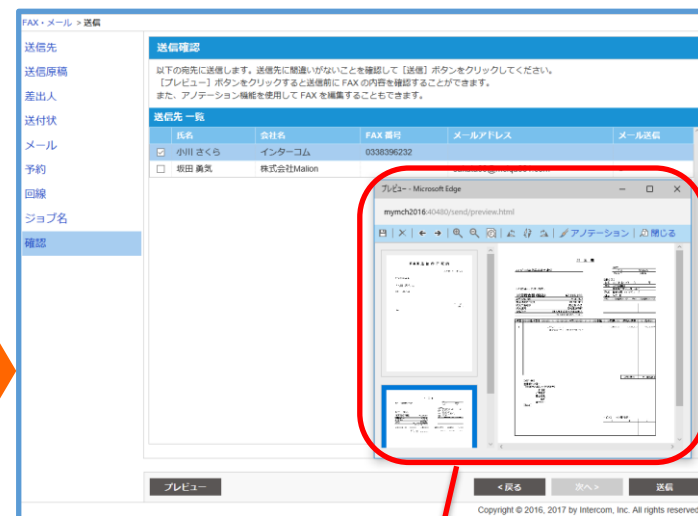 FAX・メール > 送信
送信先
送信原稿
差出人
送付状
メール
予約
回線
ジョブ名
確認
送信確認
以下の宛先に送信します。送信先に間違いがないことを確認して［送信］ボタンをクリックしてください。
［プレビュー］ボタンをクリックすると送信前に FAX の内容を確認することができます。
また、アノテーション機能を使用して FAX を編集することもできます。
送信先 一覧
氏名 会社名 FAX 番号 メールアドレス メール送信
小川 さくら インターコム 0338396232
坂田 勇気 株式会社Malion
プレビュー - Microsoft Edge
mymch2016:40480/send/preview.html
アノテーション 閉じる
プレビュー
< 戻る 次へ > 送信
Copyright © 2016, 2017 by Intercom, Inc. All rights reserved